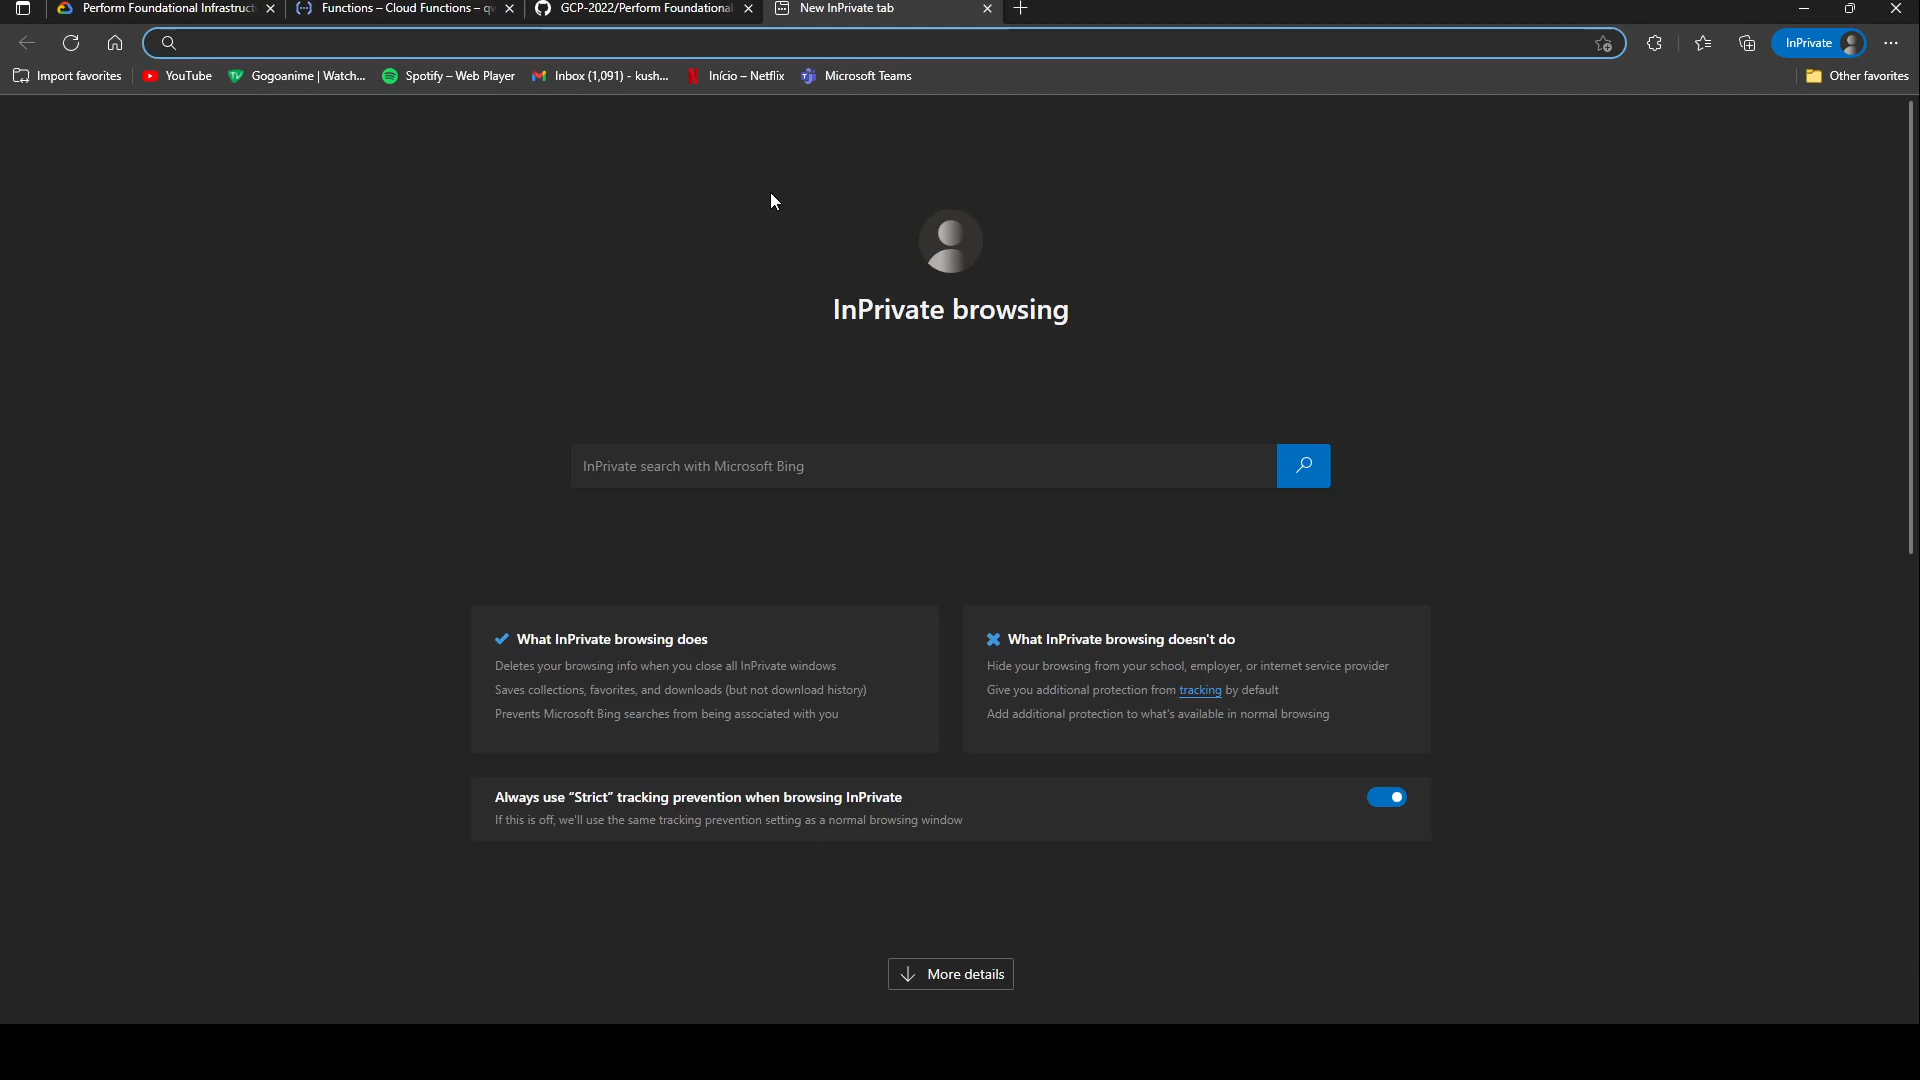 Perform Foundational Infrastruct
Functions – Cloud Functions – qw
GCP-2022/Perform Foundational
New InPrivate tab
InPrivate
Import favorites
YouTube
Gogoanime | Watch...
Spotify – Web Player
Inbox (1,091) - kush...
Início – Netflix
Microsoft Teams
Other favorites
InPrivate browsing
InPrivate search with Microsoft Bing
What InPrivate browsing does
Deletes your browsing info when you close all InPrivate windows
Saves collections, favorites, and downloads (but not download history)
Prevents Microsoft Bing searches from being associated with you
What InPrivate browsing doesn't do
Hide your browsing from your school, employer, or internet service provider
Give you additional protection from tracking by default
Add additional protection to what's available in normal browsing
Always use “Strict” tracking prevention when browsing InPrivate
If this is off, we'll use the same tracking prevention setting as a normal browsing window
More details